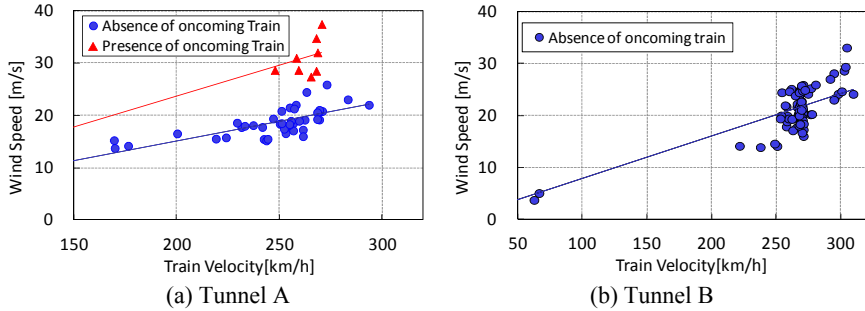 Absence of oncoming Train
Presence of oncoming Train
Wind Speed [m/s]
40
30
20
10
0
150
200
250
300
Train Velocity[km/h]
(a) Tunnel A
Absence of oncoming train
Wind Speed [m/s]
40
30
20
10
0
50
100
150
200
250
300
Train Velocity[km/h]
(b) Tunnel B